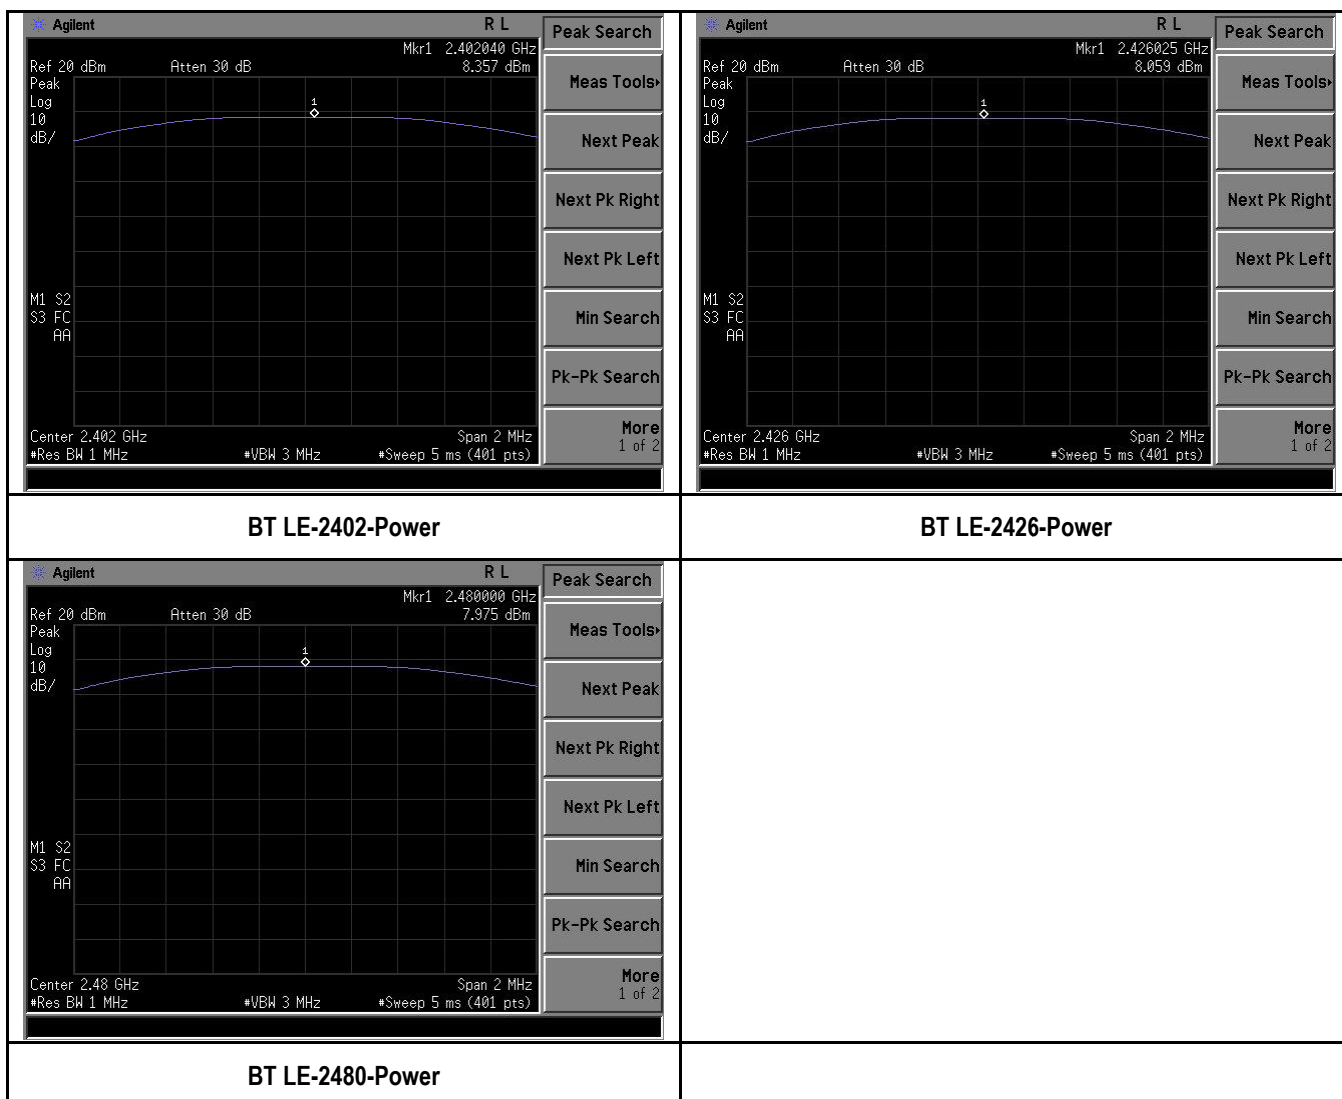 Agilent R L
Peak Search
Mkr1 2.402040 GHz
Ref 20 dBm Atten 30 dB 8.357 dBm
Peak
Log
10
dB/
1
M1 S2
S3 FC
AA
Center 2.402 GHz Span 2 MHz
#Res BW 1 MHz #VBW 3 MHz #Sweep 5 ms (401 pts)
Meas Tools
Next Peak
Next Pk Right
Next Pk Left
Min Search
Pk-Pk Search
More
1 of 2
BT LE-2402-Power
Agilent R L
Peak Search
Mkr1 2.426025 GHz
Ref 20 dBm Atten 30 dB 8.059 dBm
Peak
Log
10
dB/
1
M1 S2
S3 FC
AA
Center 2.426 GHz Span 2 MHz
#Res BW 1 MHz #VBW 3 MHz #Sweep 5 ms (401 pts)
Meas Tools
Next Peak
Next Pk Right
Next Pk Left
Min Search
Pk-Pk Search
More
1 of 2
BT LE-2426-Power
Agilent R L
Peak Search
Mkr1 2.480000 GHz
Ref 20 dBm Atten 30 dB 7.975 dBm
Peak
Log
10
dB/
1
M1 S2
S3 FC
AA
Center 2.48 GHz Span 2 MHz
#Res BW 1 MHz #VBW 3 MHz #Sweep 5 ms (401 pts)
Meas Tools
Next Peak
Next Pk Right
Next Pk Left
Min Search
Pk-Pk Search
More
1 of 2
BT LE-2480-Power